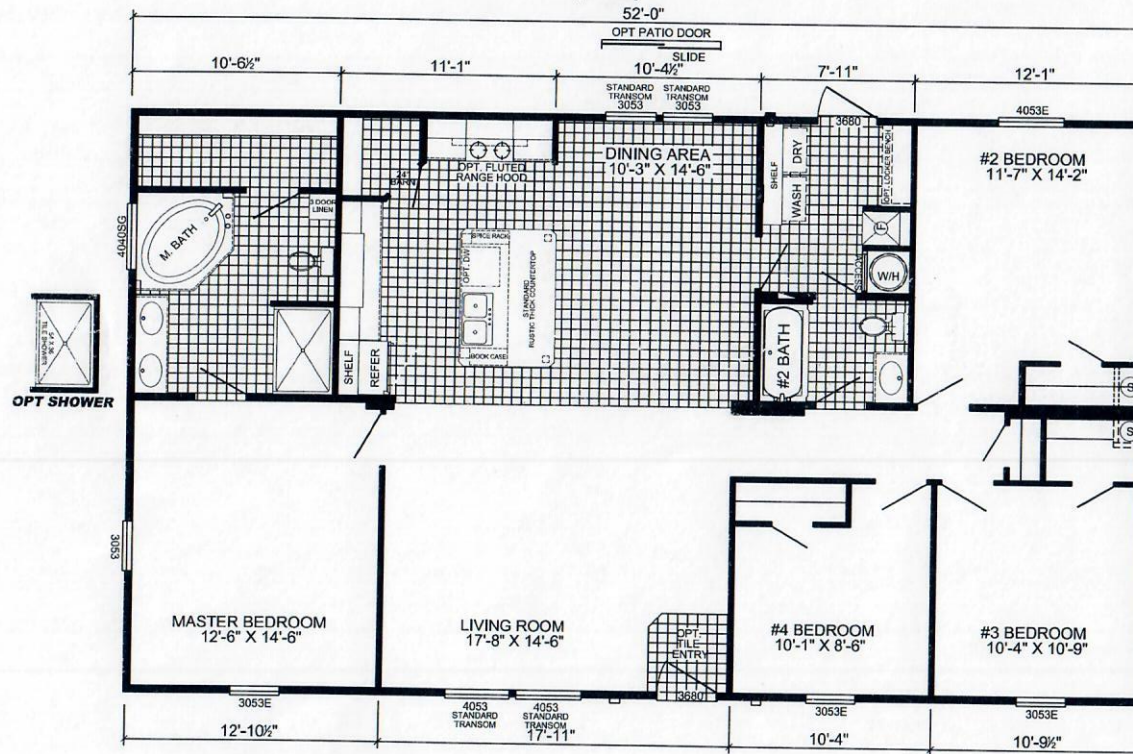 52'-0"
OPT PATIO DOOR
SLIDE
10'-6½"
11'-1"
10'-4½"
7'-11"
12'-1"
STANDARD
TRANSOM
3053
STANDARD
TRANSOM
3053
3680
4053E
OPT. FLUTED
RANGE HOOD
24"
BARN
DINING AREA
10'-3" X 14'-6"
SHELF
WASH
DRY
OPT. LOCKER BENCH
#2 BEDROOM
11'-7" X 14'-2"
3 DOOR
LINEN
4040SG
M. BATH
SPICE RACK
OPT. DW
STANDARD
RUSTIC THICK COUNTERTOP
BOOK CASE
F
ACCESS
W/H
54 X 36
TILE SHOWER
OPT SHOWER
SHELF
REFER
#2 BATH
S
S
3053
MASTER BEDROOM
12'-6" X 14'-6"
LIVING ROOM
17'-8" X 14'-6"
OPT.
TILE
ENTRY
3680
#4 BEDROOM
10'-1" X 8'-6"
#3 BEDROOM
10'-4" X 10'-9"
3053E
4053
STANDARD
TRANSOM
4053
STANDARD
TRANSOM
3053E
3053E
12'-10½"
17'-11"
10'-4"
10'-9½"